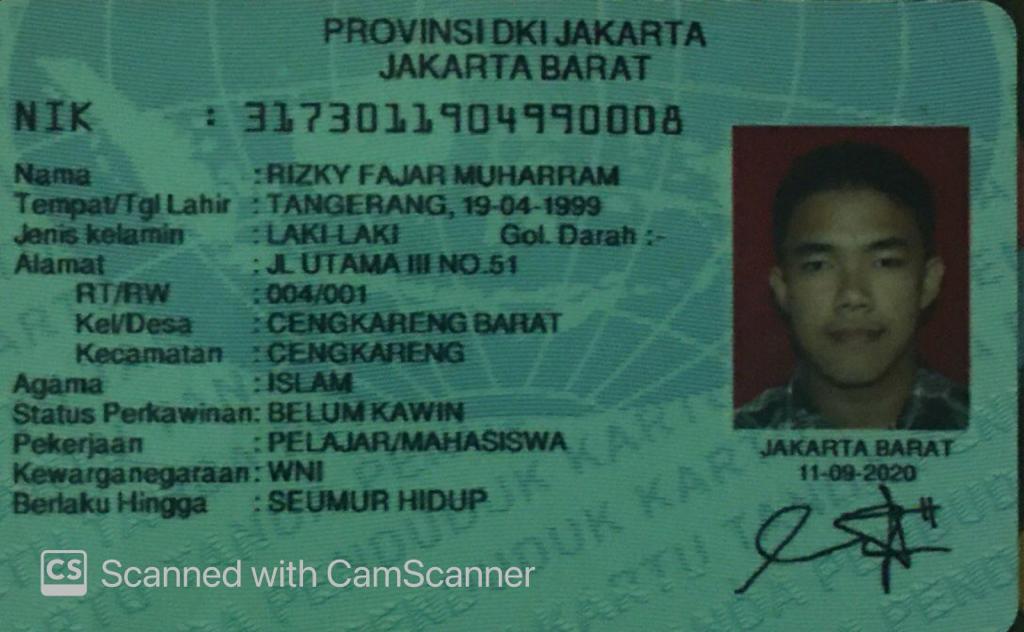 PROVINSI DKI JAKARTA
JAKARTA BARAT
NIK : 3173011904990008
Nama : RIZKY FAJAR MUHARRAM
Tempat/Tgl Lahir : TANGERANG, 19-04-1999
Jenis kelamin : LAKI-LAKI Gol. Darah :-
Alamat : JL UTAMA III NO.51
RT/RW : 004/001
Kel/Desa : CENGKARENG BARAT
Kecamatan : CENGKARENG
Agama : ISLAM
Status Perkawinan: BELUM KAWIN
Pekerjaan : PELAJAR/MAHASISWA
Kewarganegaraan: WNI
Berlaku Hingga : SEUMUR HIDUP
JAKARTA BARAT
11-09-2020
CS Scanned with CamScanner